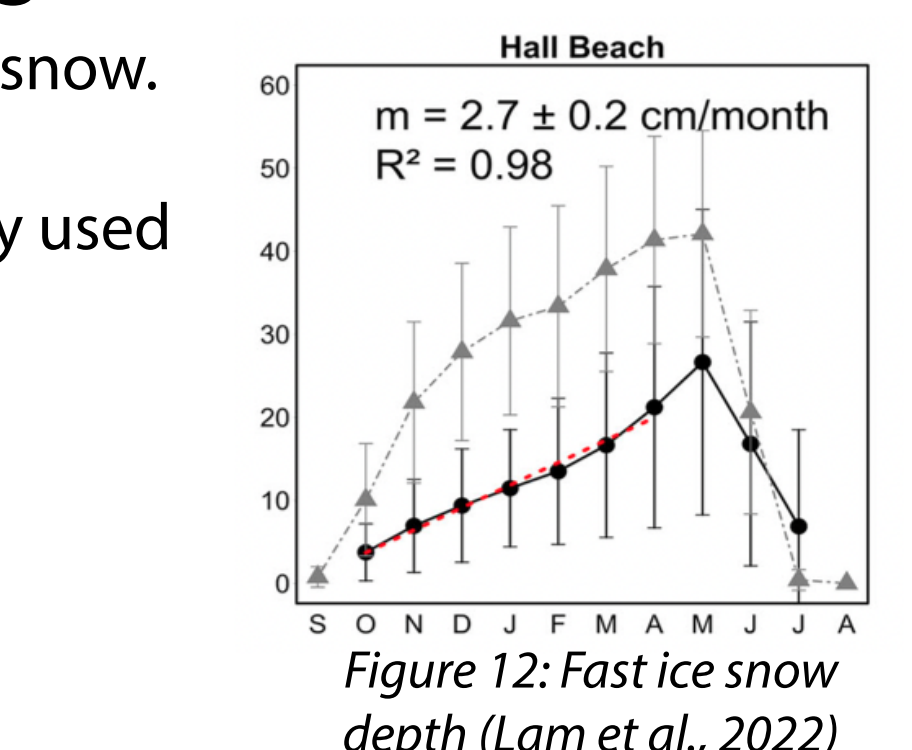 snow.
y used
Hall Beach
m = 2.7 ± 0.2 cm/month
R² = 0.98
60
50
40
30
20
10
0
S O N D J F M A M J J A
Figure 12: Fast ice snow
depth (Lam et al., 2022)